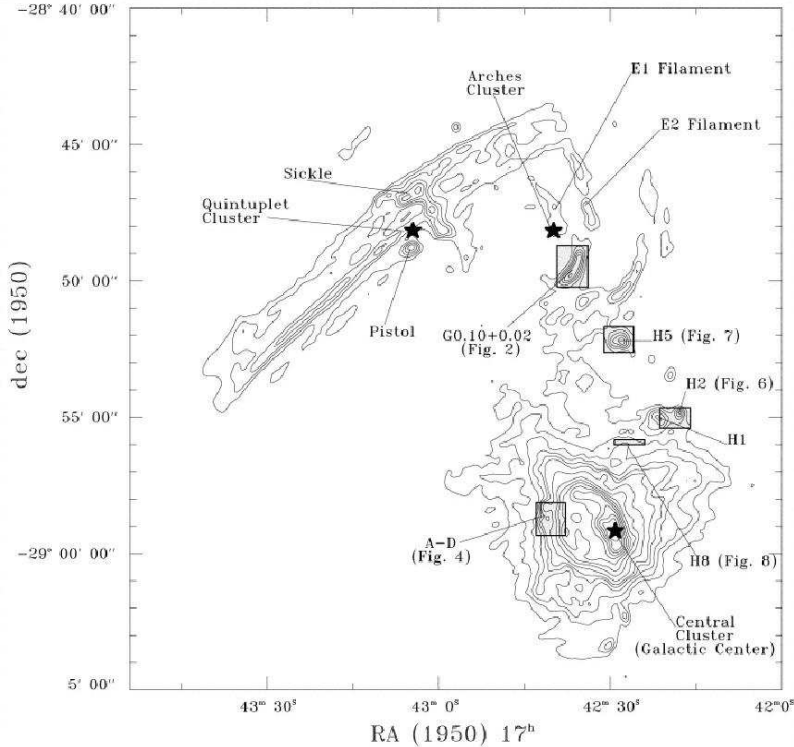 -28° 40' 00"
E1 Filament
Arches
Cluster
E2 Filament
45' 00"
Sickle
Quintuplet
Cluster
dec (1950)
50' 00"
Pistol
G0.10+0.02
(Fig. 2)
H5 (Fig. 7)
H2 (Fig. 6)
55' 00"
H1
A-D
(Fig. 4)
-29° 00' 00"
H8 (Fig. 8)
Central
Cluster
(Galactic Center)
5' 00"
43ᵐ 30ˢ
43ᵐ 0ˢ
42ᵐ 30ˢ
42ᵐ 0ˢ
RA (1950) 17ʰ